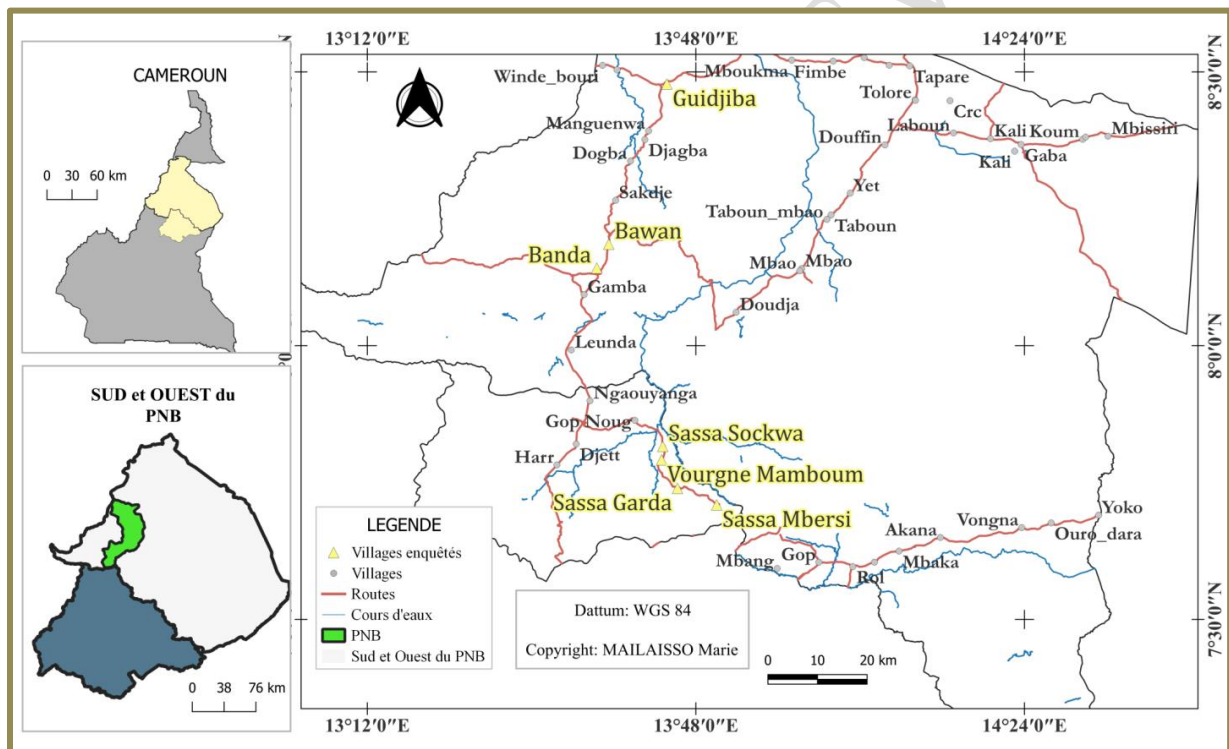 CAMEROUN
0 30 60 km
SUD et OUEST du
PNB
0 38 76 km
13°12′0″E 13°48′0″E 14°24′0″E
8°30′0″N
8°0′0″N
7°30′0″N
Winde_bouri
Mboukma
Fimbe
Tapare
Guidjiba
Tolore
Crc
Manguenwa
Laboun
Kali
Koum
Mbissiri
Dogba
Djagba
Douffin
Kali
Gaba
Sakdje
Yet
Taboun_mbao
Taboun
Bawan
Banda
Mbao
Mbao
Gamba
Doudja
Leunda
Ngaouyanga
Gop Noug
Sassa Sockwa
Harr
Djett
Vourgne Mamboum
Sassa Garda
Sassa Mbersi
Akana
Vongna
Yoko
Ouro_dara
Mbang
Gop
Rol
Mbaka
LEGENDE
Villages enquêtés
Villages
Routes
Cours d'eaux
PNB
Sud et Ouest du PNB
Dattum: WGS 84
Copyright: MAILAISSO Marie
0 10 20 km
13°12′0″E 13°48′0″E 14°24′0″E